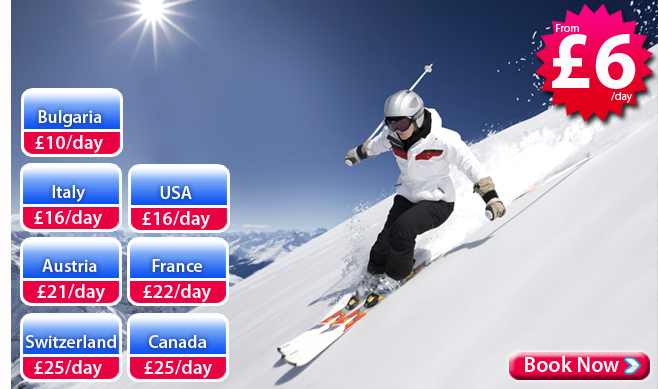 From
£6
/day
Bulgaria
£10/day
Italy
£16/day
USA
£16/day
Austria
£21/day
France
£22/day
Switzerland
£25/day
Canada
£25/day
Book Now